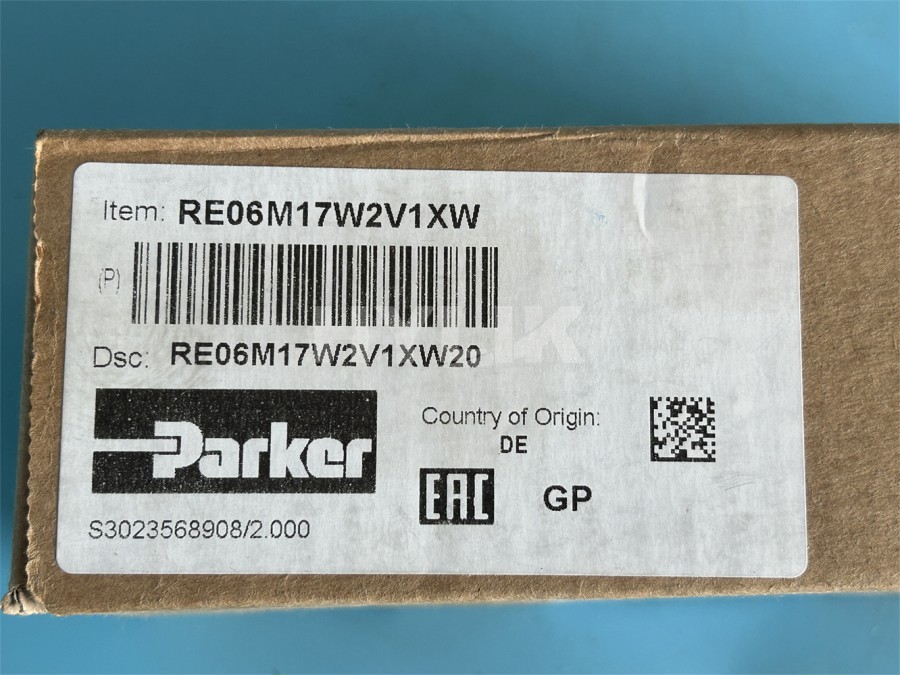 Item: RE06M17W2V1XW
(P)
Dsc: RE06M17W2V1XW20
Parker
Country of Origin:
DE
EAC
GP
S3023568908/2.000